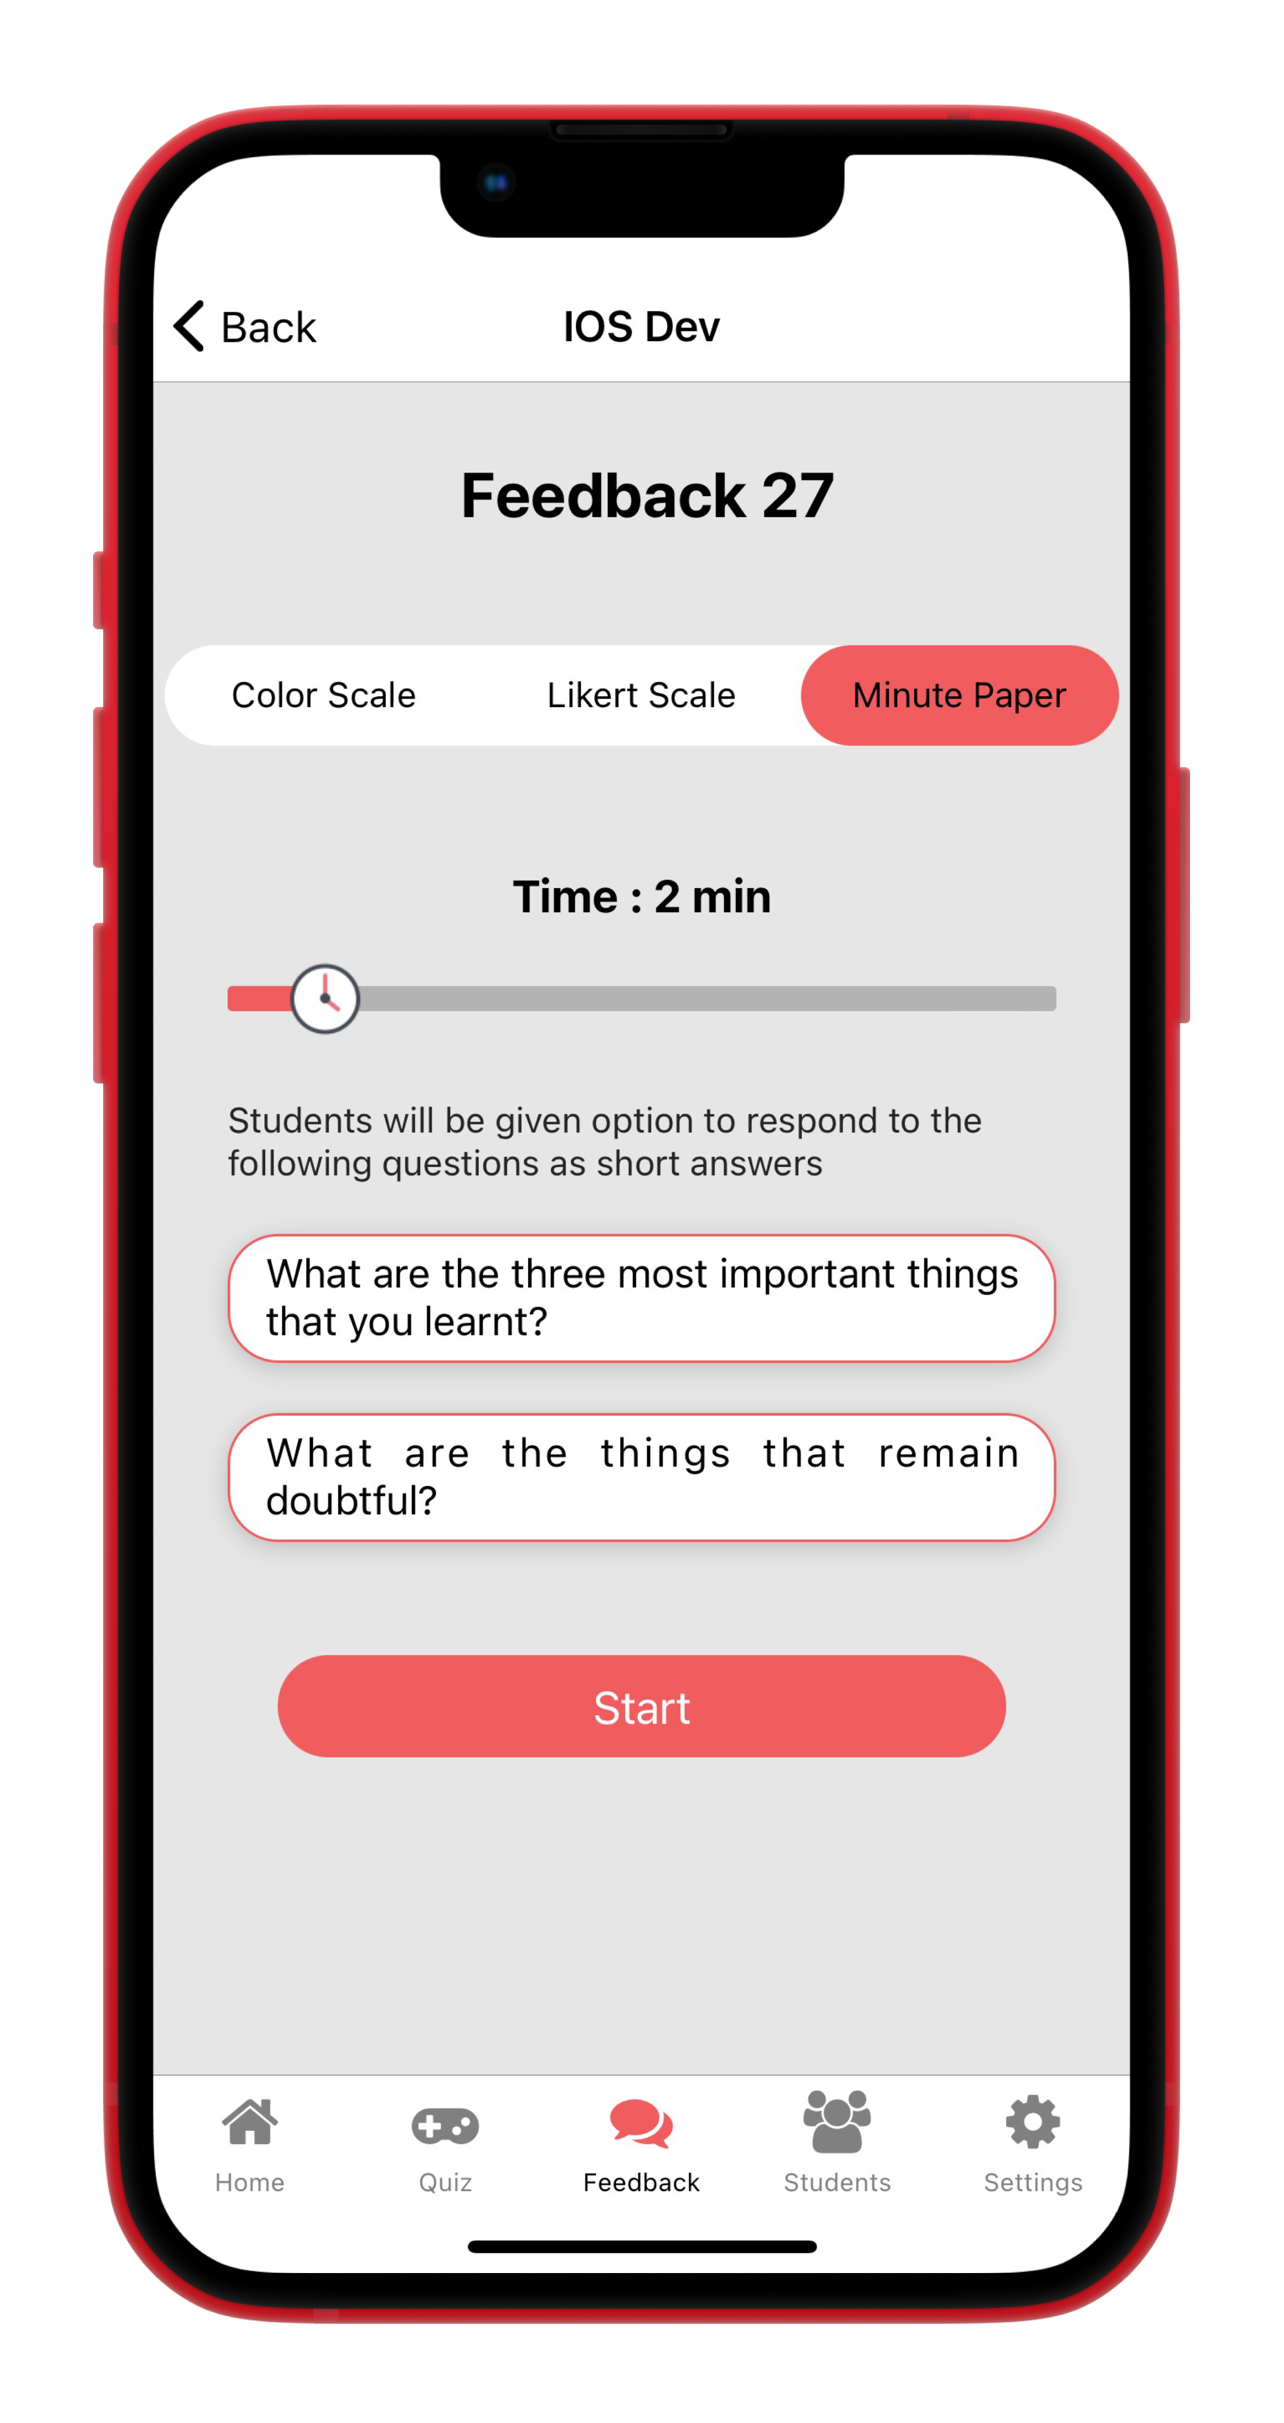 Back
IOS Dev
Feedback 27
Color Scale
Likert Scale
Minute Paper
Time : 2 min
Students will be given option to respond to the
following questions as short answers
What are the three most important things
that you learnt?
What are the things that remain
doubtful?
Start
Home
Quiz
Feedback
Students
Settings